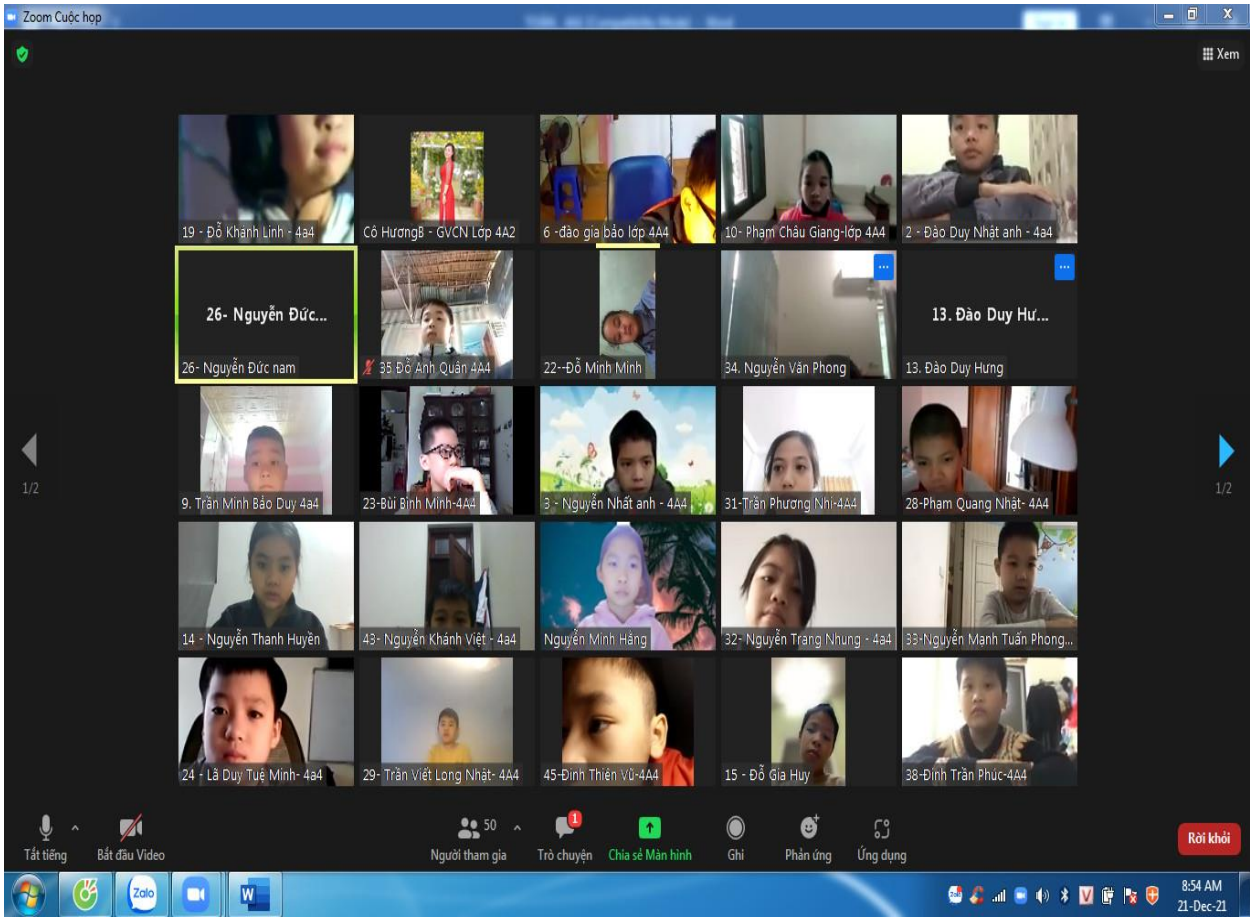 Zoom Cuộc họp
Xem
19 - Đỗ Khanh Linh - 4a4
Cô HươngB - GVCN Lớp 4A2
6 -đào gia bảo lớp 4A4
10- Phạm Châu Giang-lớp 4A4
2 - Đào Duy Nhật anh - 4a4
26- Nguyễn Đức...
26- Nguyễn Đức nam
35 Đỗ Anh Quân 4A4
22--Đỗ Minh Minh
34. Nguyễn Văn Phong
13. Đào Duy Hư...
13. Đào Duy Hưng
9. Trần Minh Bảo Duy 4a4
23-Bùi Bình Minh-4A4
3 - Nguyễn Nhất anh - 4A4
31-Trần Phương Nhi-4A4
28-Phạm Quang Nhật- 4A4
14 - Nguyễn Thanh Huyền
43- Nguyễn Khánh Việt - 4a4
Nguyễn Minh Hằng
32- Nguyễn Trang Nhung - 4a4
33-Nguyễn Mạnh Tuấn Phong...
24 - Lã Duy Tuệ Minh- 4a4
29- Trần Viết Long Nhật- 4A4
45-Đinh Thiên Vũ-4A4
15 - Đỗ Gia Huy
38-Đinh Trần Phúc-4A4
1/2
1/2
Tắt tiếng
Bắt đầu Video
50
Người tham gia
1
Trò chuyện
Chia sẻ Màn hình
Ghi
Phản ứng
Ứng dụng
Rời khỏi
Zalo
W
8:54 AM
21-Dec-21